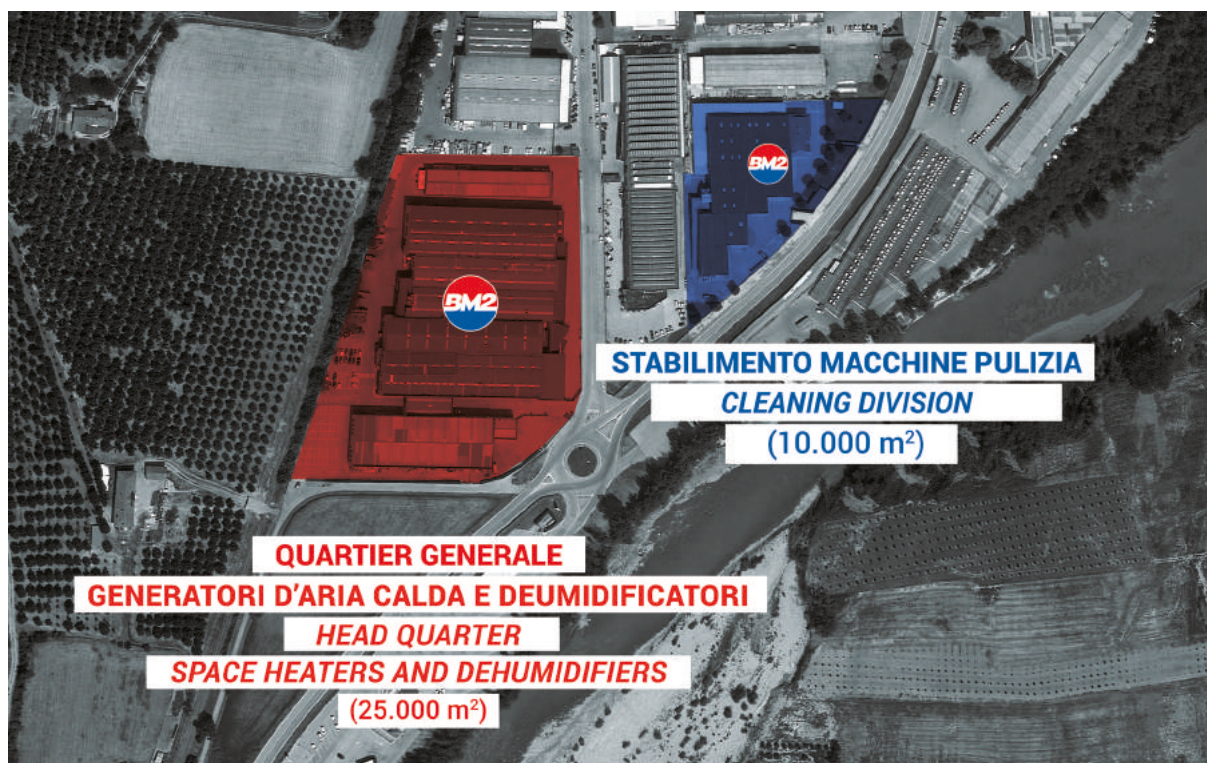 BM2
BM2
STABILIMENTO MACCHINE PULIZIA
CLEANING DIVISION
(10.000 m²)
QUARTIER GENERALE
GENERATORI D'ARIA CALDA E DEUMIDIFICATORI
HEAD QUARTER
SPACE HEATERS AND DEHUMIDIFIERS
(25.000 m²)